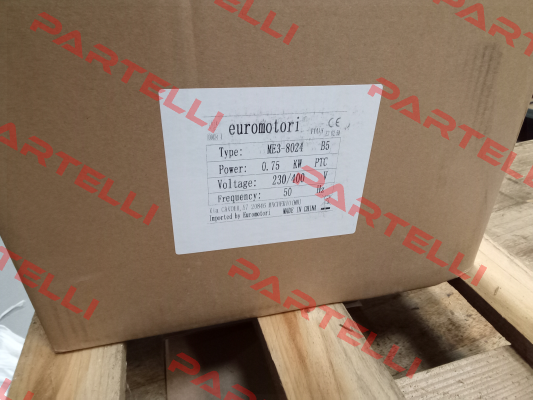 PARTELLI
PARTELLI
PARTELLI
PARTELLI
PARTELLI
euromotori
CE
Type: ME3-8024 B5
Power: 0.75 KW PTC
Voltage: 230/400 V
Frequency: 50 Hz
Imported by Euromotori MADE IN CHINA